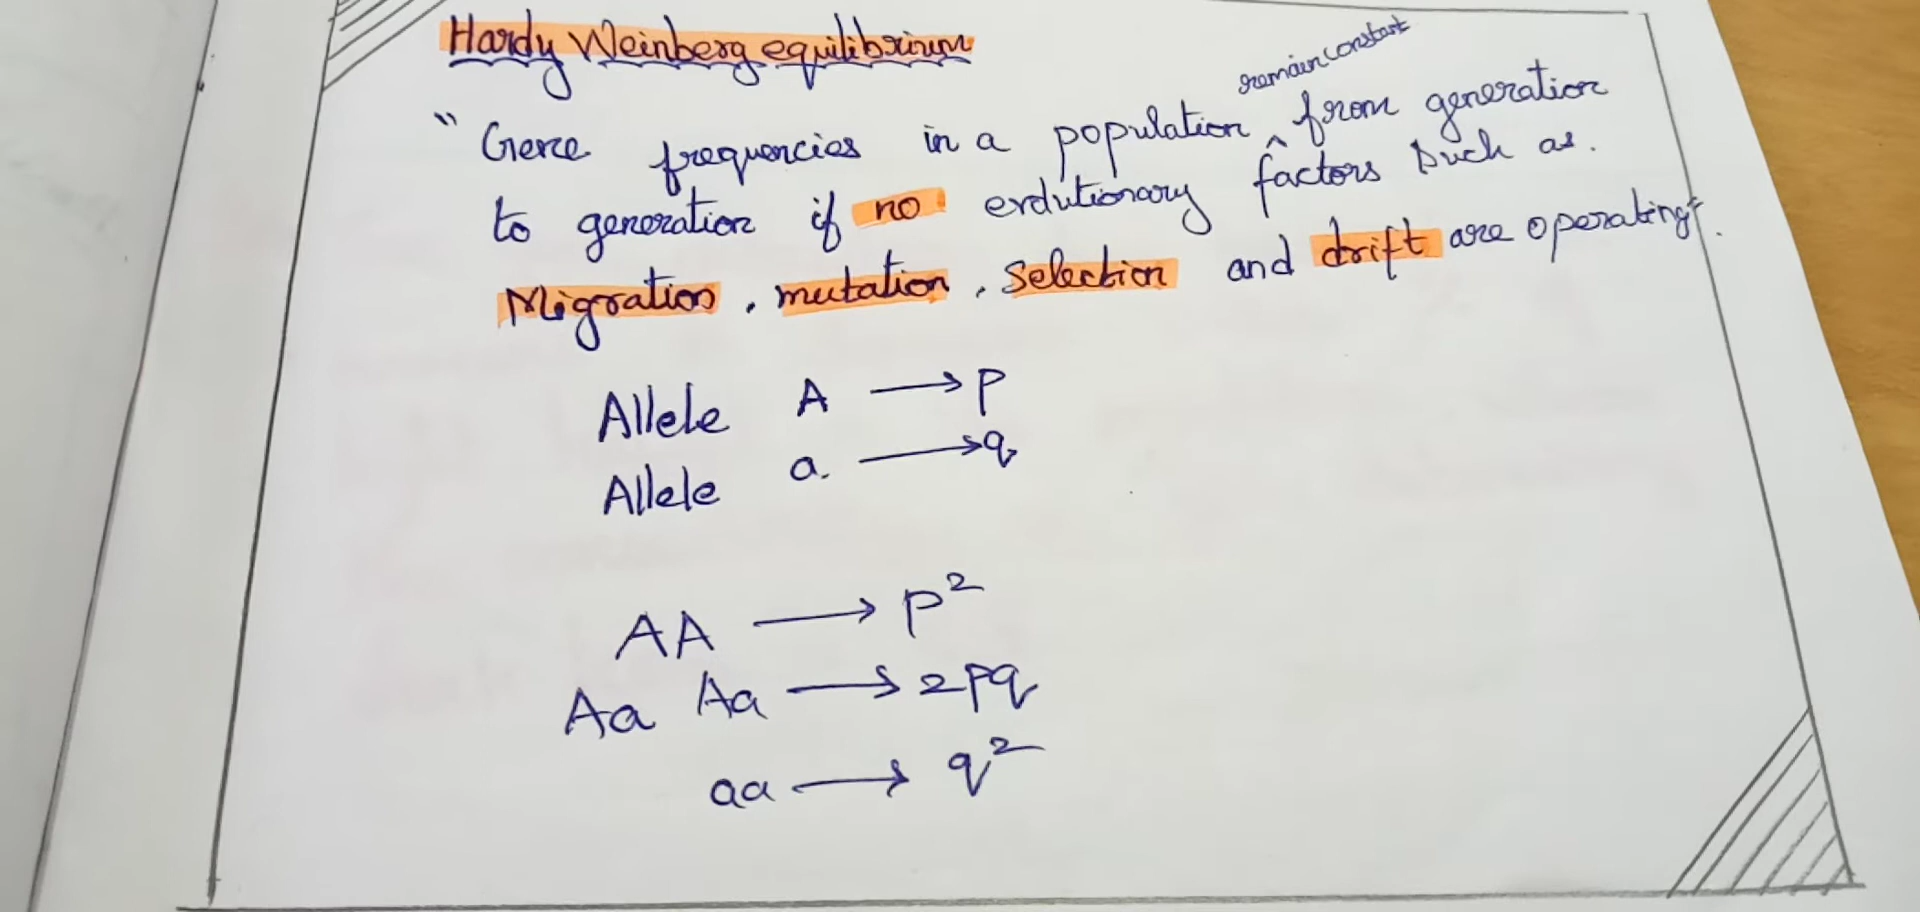 Hardy Weinberg equilibrium
remain constant
" Gene frequencies in a population ^ from generation
to generation if no evolutionary factors such as.
Migration, mutation, Selection and drift are operating".
Allele A → p
Allele a. → q
AA → p²
Aa Aa → 2pq
aa → q²